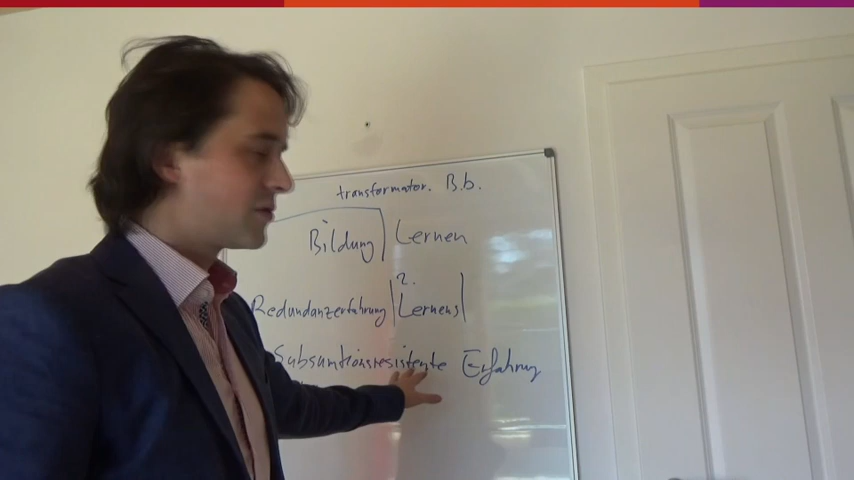 transformator. B.b.
Bildung | Lernen
2.
Redundanzerfahrung | Lernens |
Subsumtionsresistente Erfahrung